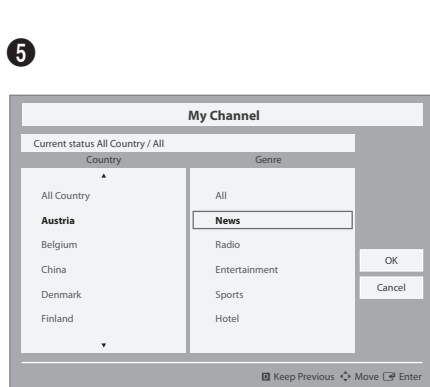 5
My Channel
Current status All Country / All
Country Genre
All Country All
Austria News
Belgium Radio
China Entertainment
Denmark Sports
Finland Hotel
OK
Cancel
D Keep Previous Move Enter